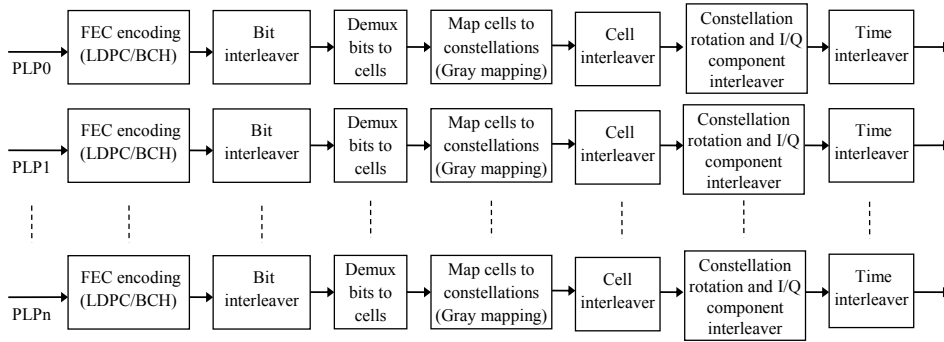 PLP0
FEC encoding
(LDPC/BCH)
Bit
interleaver
Demux
bits to
cells
Map cells to
constellations
(Gray mapping)
Cell
interleaver
Constellation
rotation and I/Q
component
interleaver
Time
interleaver
PLP1
FEC encoding
(LDPC/BCH)
Bit
interleaver
Demux
bits to
cells
Map cells to
constellations
(Gray mapping)
Cell
interleaver
Constellation
rotation and I/Q
component
interleaver
Time
interleaver
PLPn
FEC encoding
(LDPC/BCH)
Bit
interleaver
Demux
bits to
cells
Map cells to
constellations
(Gray mapping)
Cell
interleaver
Constellation
rotation and I/Q
component
interleaver
Time
interleaver